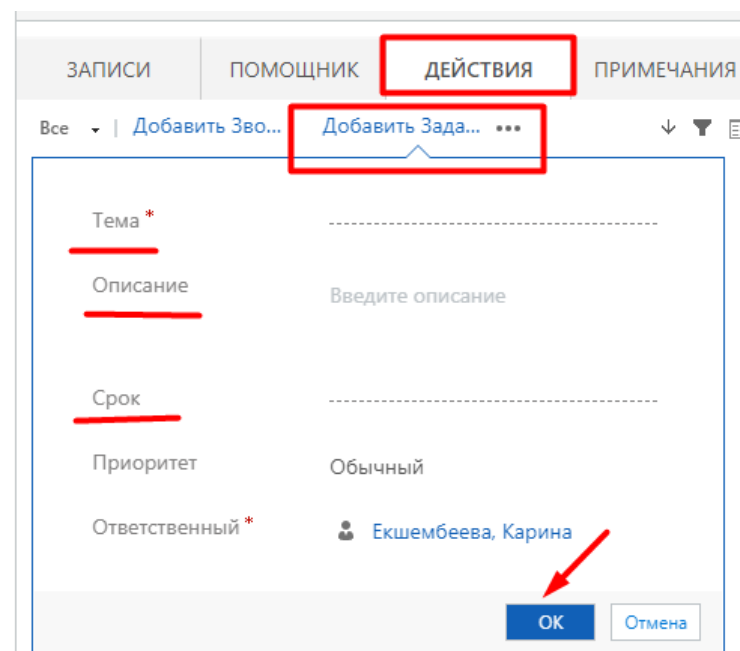 ЗАПИСИ ПОМОЩНИК ДЕЙСТВИЯ ПРИМЕЧАНИЯ
Все | Добавить Зво... Добавить Зада... •••
Тема *
Описание Введите описание
Срок
Приоритет Обычный
Ответственный * Екшембеева, Карина
ОК Отмена